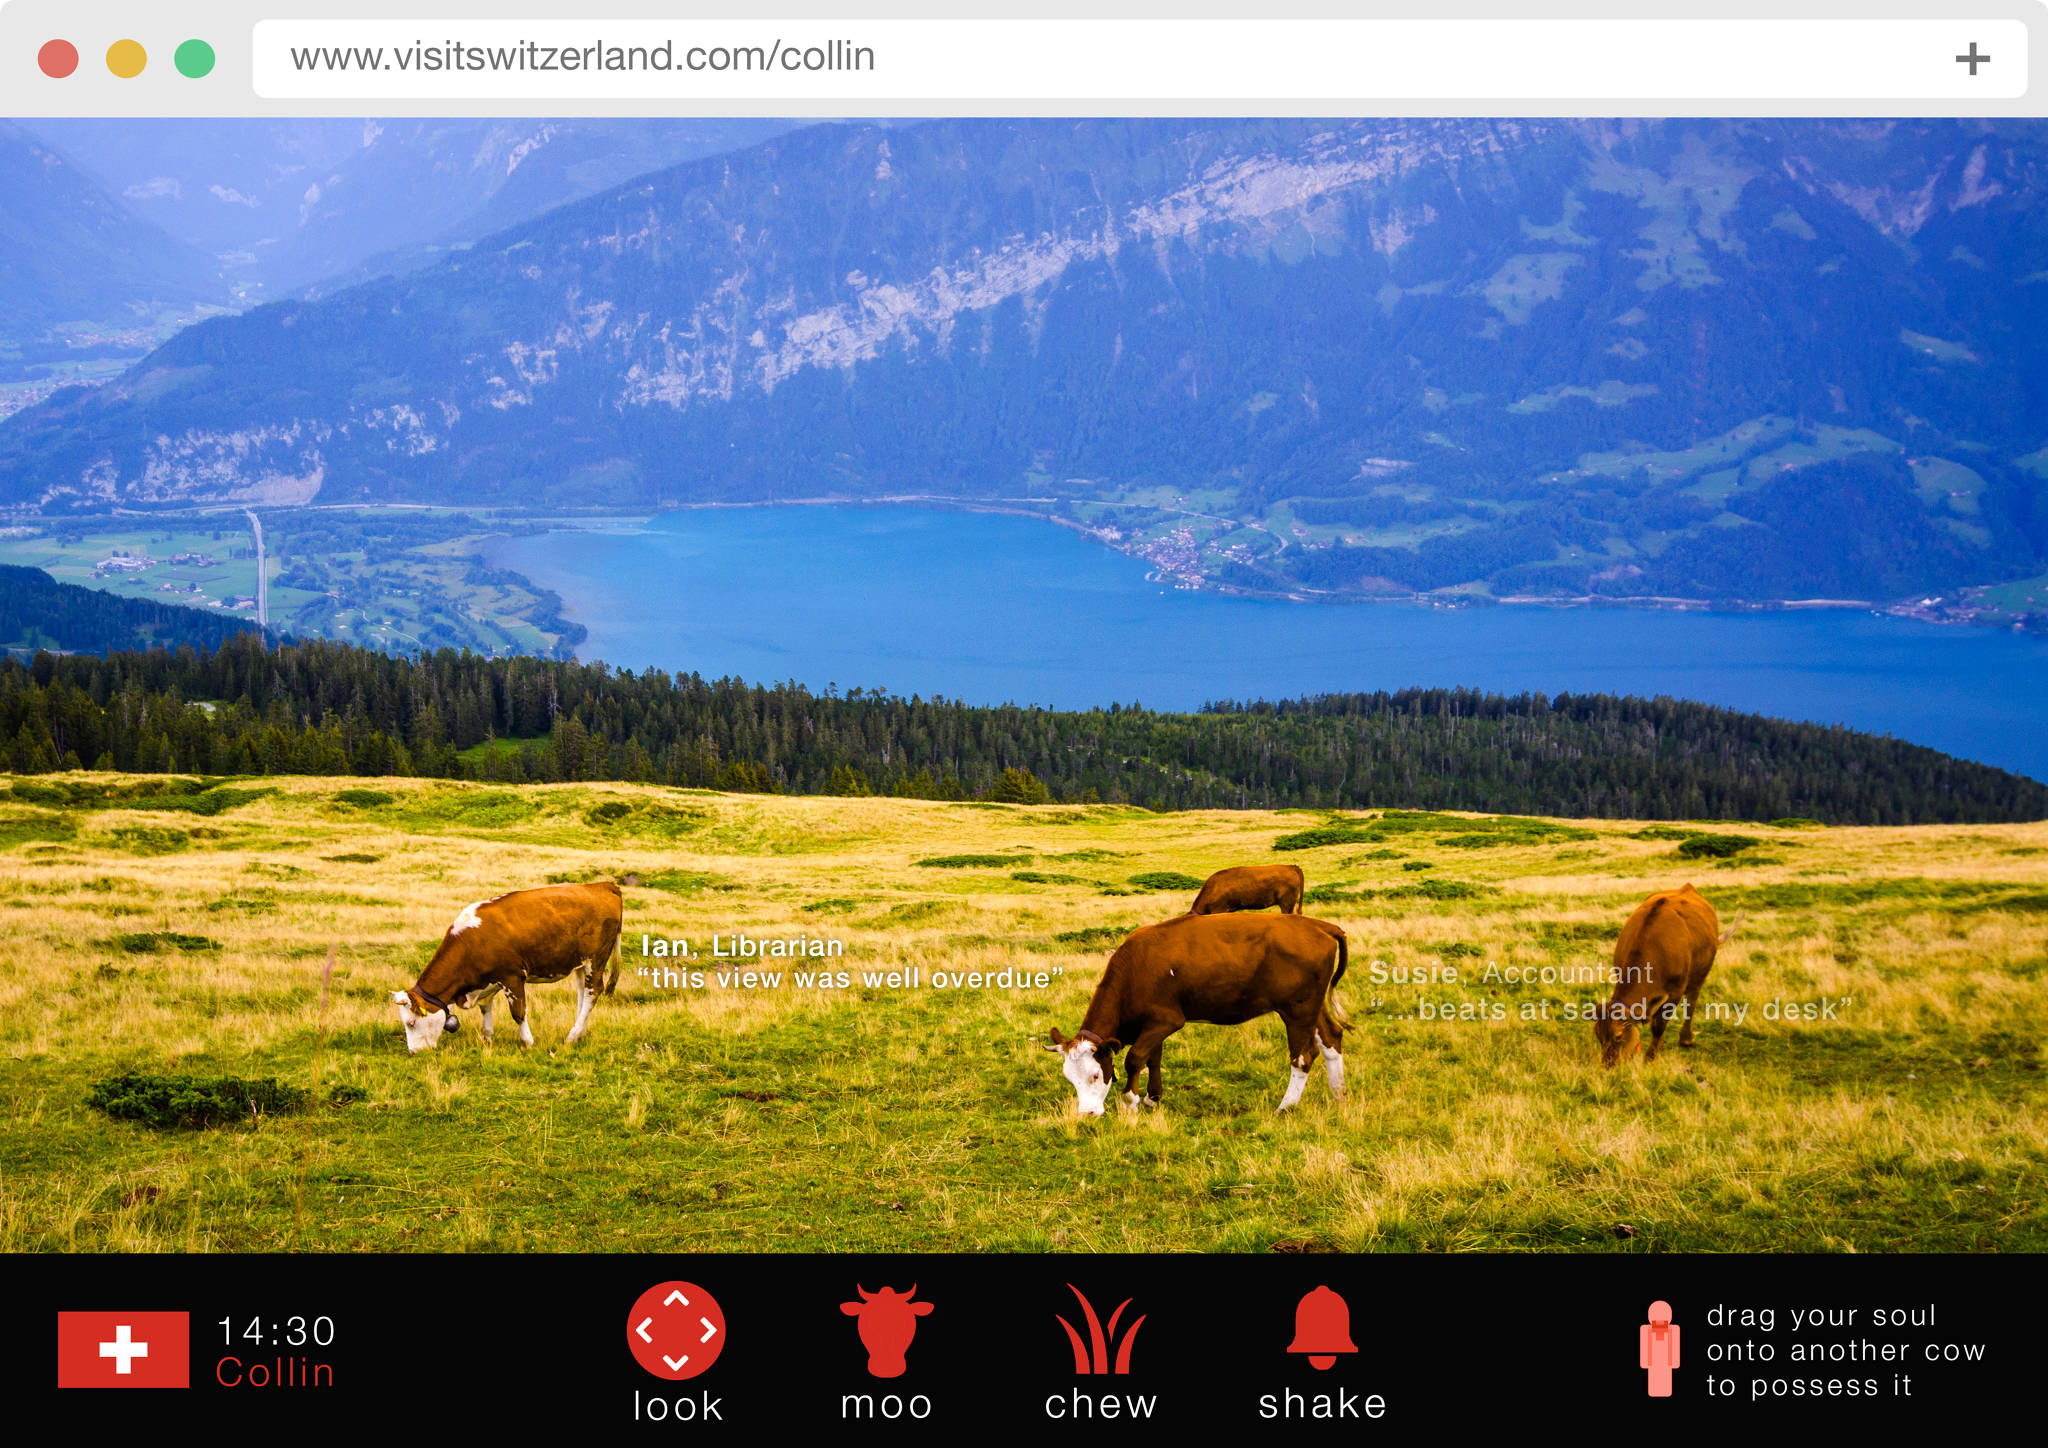 www.visitswitzerland.com/collin
Ian, Librarian
“this view was well overdue”
Susie, Accountant
“...beats at salad at my desk”
14:30
Collin
look
moo
chew
shake
drag your soul
onto another cow
to possess it